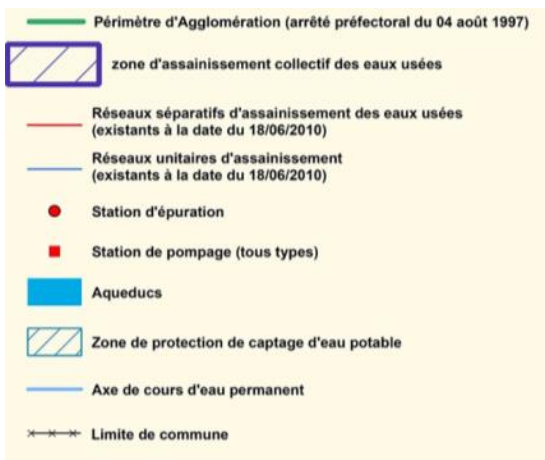 Périmètre d'Agglomération (arrêté préfectoral du 04 août 1997)
zone d'assainissement collectif des eaux usées
Réseaux séparatifs d'assainissement des eaux usées
(existants à la date du 18/06/2010)
Réseaux unitaires d'assainissement
(existants à la date du 18/06/2010)
Station d'épuration
Station de pompage (tous types)
Aqueducs
Zone de protection de captage d'eau potable
Axe de cours d'eau permanent
Limite de commune